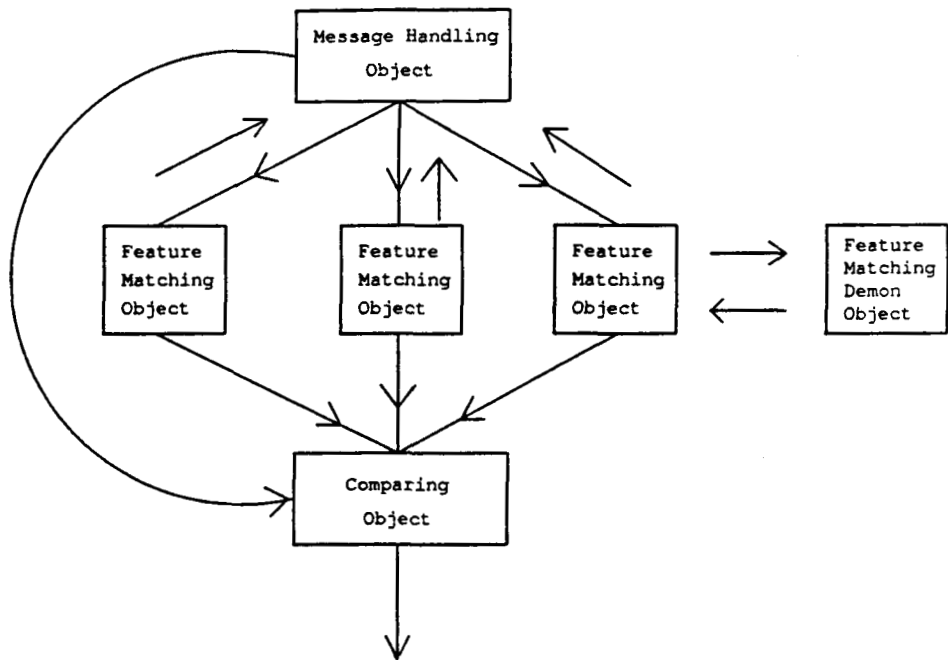 Message Handling
Object
Feature
Matching
Object
Feature
Matching
Object
Feature
Matching
Object
Feature
Matching
Demon
Object
Comparing
Object